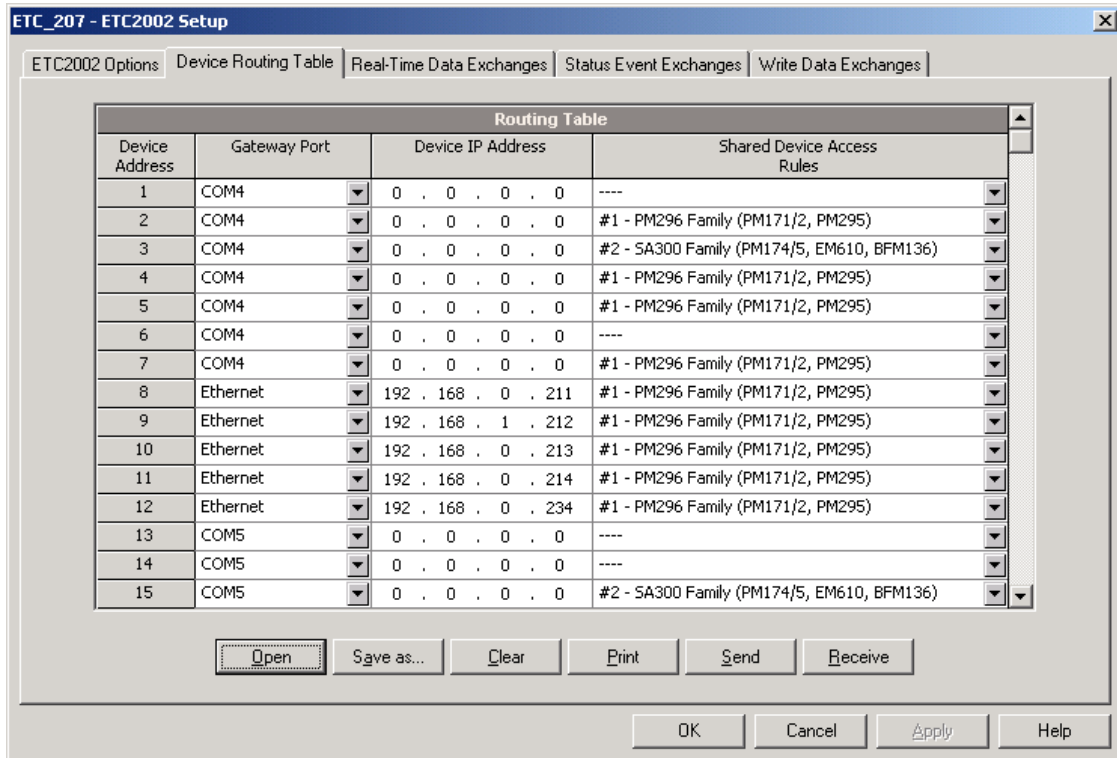 ETC_207 - ETC2002 Setup
ETC2002 Options Device Routing Table Real-Time Data Exchanges Status Event Exchanges Write Data Exchanges
Routing Table
Device Address Gateway Port Device IP Address Shared Device Access Rules
1 COM4 0 . 0 . 0 . 0 ----
2 COM4 0 . 0 . 0 . 0 #1 - PM296 Family (PM171/2, PM295)
3 COM4 0 . 0 . 0 . 0 #2 - SA300 Family (PM174/5, EM610, BFM136)
4 COM4 0 . 0 . 0 . 0 #1 - PM296 Family (PM171/2, PM295)
5 COM4 0 . 0 . 0 . 0 #1 - PM296 Family (PM171/2, PM295)
6 COM4 0 . 0 . 0 . 0 ----
7 COM4 0 . 0 . 0 . 0 #1 - PM296 Family (PM171/2, PM295)
8 Ethernet 192 . 168 . 0 . 211 #1 - PM296 Family (PM171/2, PM295)
9 Ethernet 192 . 168 . 1 . 212 #1 - PM296 Family (PM171/2, PM295)
10 Ethernet 192 . 168 . 0 . 213 #1 - PM296 Family (PM171/2, PM295)
11 Ethernet 192 . 168 . 0 . 214 #1 - PM296 Family (PM171/2, PM295)
12 Ethernet 192 . 168 . 0 . 234 #1 - PM296 Family (PM171/2, PM295)
13 COM5 0 . 0 . 0 . 0 ----
14 COM5 0 . 0 . 0 . 0 ----
15 COM5 0 . 0 . 0 . 0 #2 - SA300 Family (PM174/5, EM610, BFM136)
Open Save as... Clear Print Send Receive
OK Cancel Apply Help